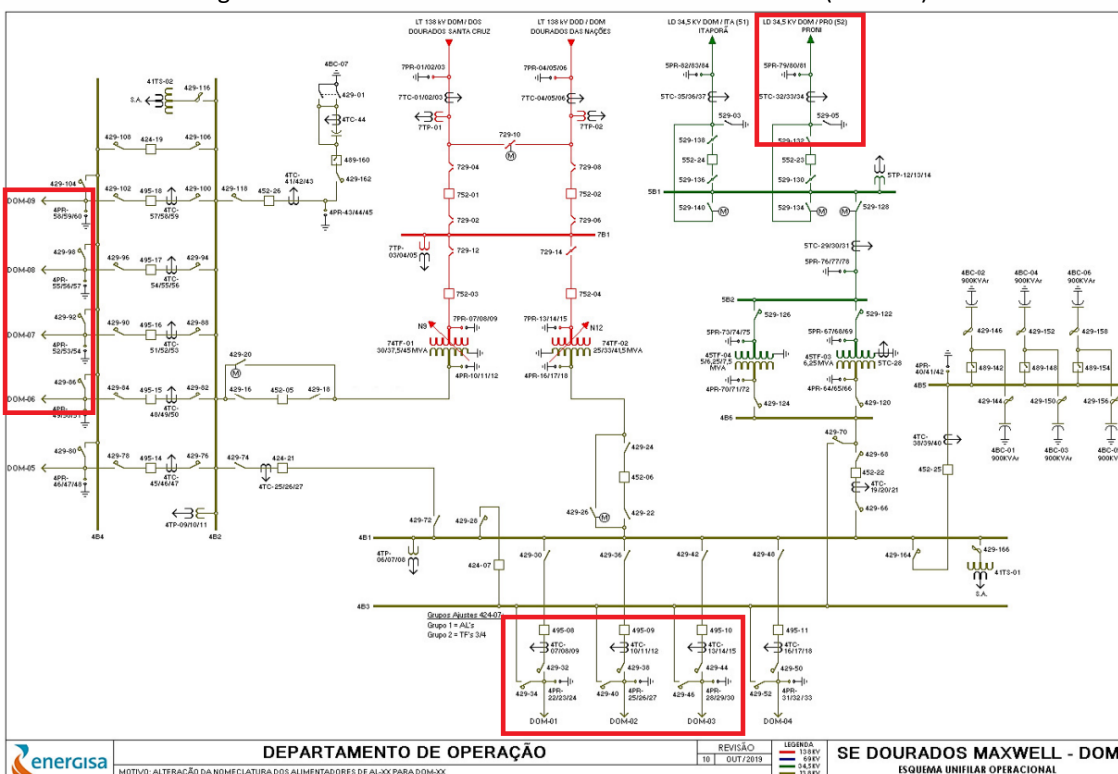 LT 138 kV DOM / DOS
DOURADOS SANTA CRUZ
LT 138 kV DOD / DOM
DOURADOS DAS NAÇÕES
LD 34,5 KV DOM / ITA (51)
ITAPORÃ
LD 34,5 KV DOM / PRO (52)
PRONI
7PR-01/02/03
7TC-01/02/03
7TP-01
7PR-04/05/06
7TC-04/05/06
7TP-02
729-10
M
729-04
752-01
729-02
729-08
752-02
729-06
7B1
7TP-
03/04/05
729-12
729-14
752-03
752-04
7PR-07/08/09
7PR-13/14/15
N9
N12
74TF-01
30/37,5/45 MVA
74TF-02
25/33/41,5 MVA
4PR-10/11/12
4PR-16/17/18
5PR-82/83/84
5TC-35/36/37
529-03
529-138
552-24
529-136
529-140
M
5PR-79/80/81
5TC-32/33/34
529-05
529-132
552-23
529-130
529-134
M
5B1
5TP-12/13/14
529-128
5TC-29/30/31
5PR-76/77/78
5B2
529-126
529-122
5PR-73/74/75
5PR-67/68/69
45TF-04
5/6,25/7,5
MVA
45TF-03
6,25MVA
5TC-28
4PR-70/71/72
4PR-64/65/66
429-124
429-120
4B6
429-70
429-68
452-22
4TC-
19/20/21
429-66
4PR-
40/41/42
4TC-
38/39/40
452-25
4B5
4BC-02
900KVAr
4BC-04
900KVAr
4BC-06
900KVAr
429-146
429-152
429-158
489-142
489-148
489-154
429-144
429-150
429-156
4BC-01
900KVAr
4BC-03
900KVAr
900KV
41TS-02
S.A.
429-116
4BC-07
429-01
4TC-44
489-160
429-162
429-108
424-19
429-106
429-104
429-102
495-18
429-100
429-118
452-26
4TC-
41/42/43
4PR-43/44/45
DOM-09
4PR-
58/59/60
4TC-
57/58/59
429-98
429-96
495-17
429-94
DOM-08
4PR-
55/56/57
4TC-
54/55/56
429-92
429-90
495-16
429-88
DOM-07
4PR-
52/53/54
4TC-
51/52/53
429-20
M
429-86
429-84
495-15
429-82
429-16
452-05
429-18
DOM-06
4PR-
49/50/51
4TC-
48/49/50
429-80
429-78
495-14
429-76
429-74
424-21
DOM-05
4PR-
46/47/48
4TC-
45/46/47
4TC-25/26/27
4TP-09/10/11
4B4
4B2
429-24
452-06
429-26
M
429-22
429-72
429-28
4B1
4TP-
06/07/08
424-07
429-30
429-36
429-42
429-48
429-164
429-166
41TS-01
S.A.
4B3
Grupos Ajustes 424-07
Grupo 1 = AL's
Grupo 2 = TF's 3/4
495-08
495-09
495-10
495-11
4TC-
07/08/09
4TC-
10/11/12
4TC-
13/14/15
4TC-
16/17/18
429-32
429-38
429-44
429-50
429-34
429-40
429-46
429-52
4PR-
22/23/24
4PR-
25/26/27
4PR-
28/29/30
4PR-
31/32/33
DOM-01
DOM-02
DOM-03
DOM-04
energisa
DEPARTAMENTO DE OPERAÇÃO
MOTIVO: ALTERAÇÃO DA NOMECLATURA DOS ALIMENTADORES DE AL-XX PARA DOM-XX
REVISÃO
10 OUT/2019
LEGENDA
138KV
69KV
34,5KV
13,8KV
SE DOURADOS MAXWELL - DOM
ESQUEMA UNIFILAR OPERACIONAL